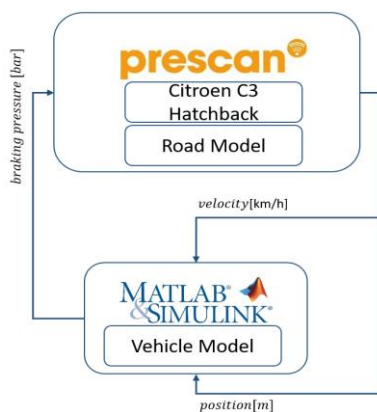 prescan
Citroen C3
Hatchback
Road Model
braking pressure [bar]
velocity[km/h]
MATLAB®
&SIMULINK®
Vehicle Model
position[m]